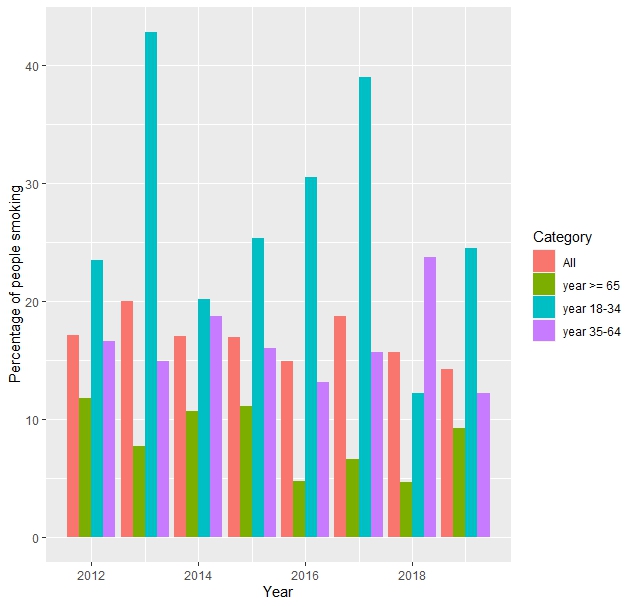 40
30
20
10
0
Percentage of people smoking
2012 2014 2016 2018
Year
Category
All
year >= 65
year 18-34
year 35-64